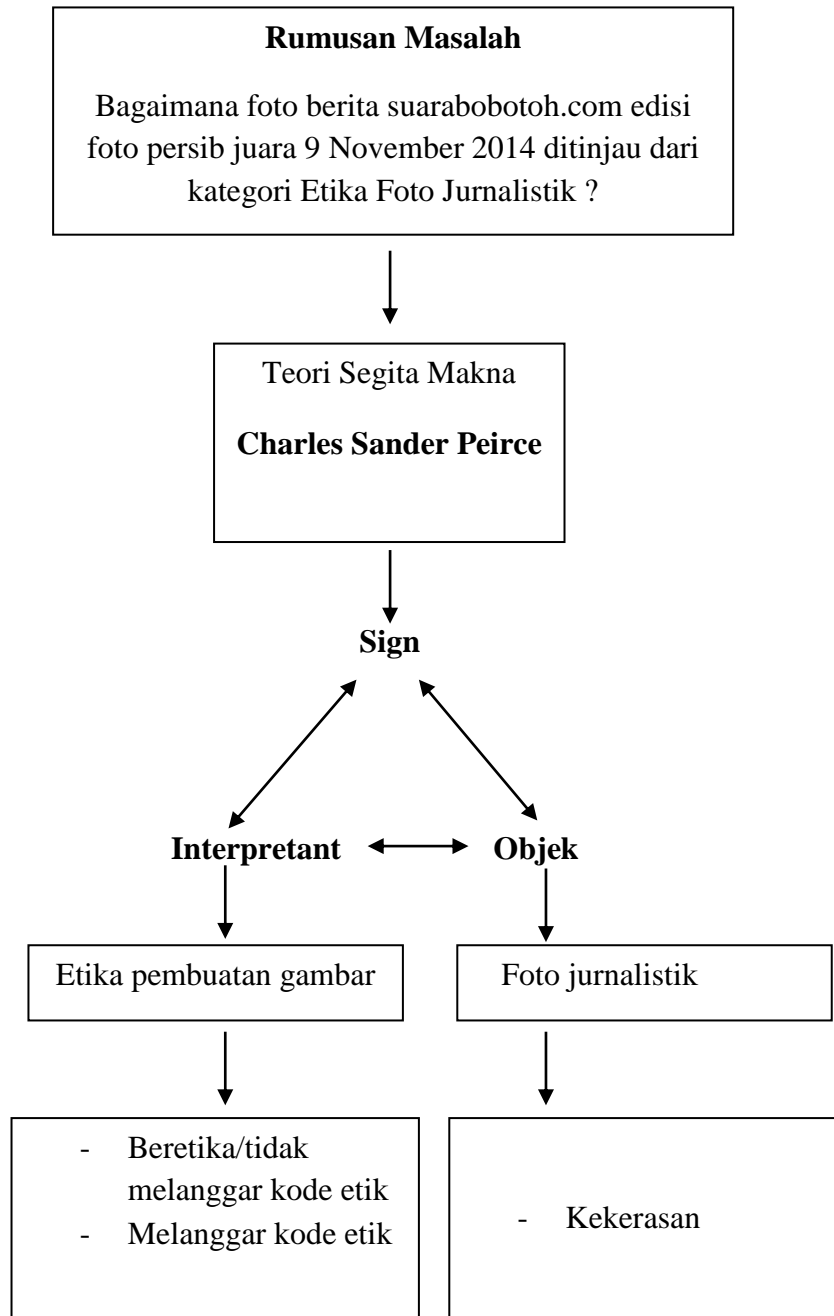 Rumusan Masalah
Bagaimana foto berita suarabobotoh.com edisi
foto persib juara 9 November 2014 ditinjau dari
kategori Etika Foto Jurnalistik ?
Teori Segita Makna
Charles Sander Peirce
Sign
Interpretant
Objek
Etika pembuatan gambar
Foto jurnalistik
- Beretika/tidak
melanggar kode etik
- Melanggar kode etik
- Kekerasan